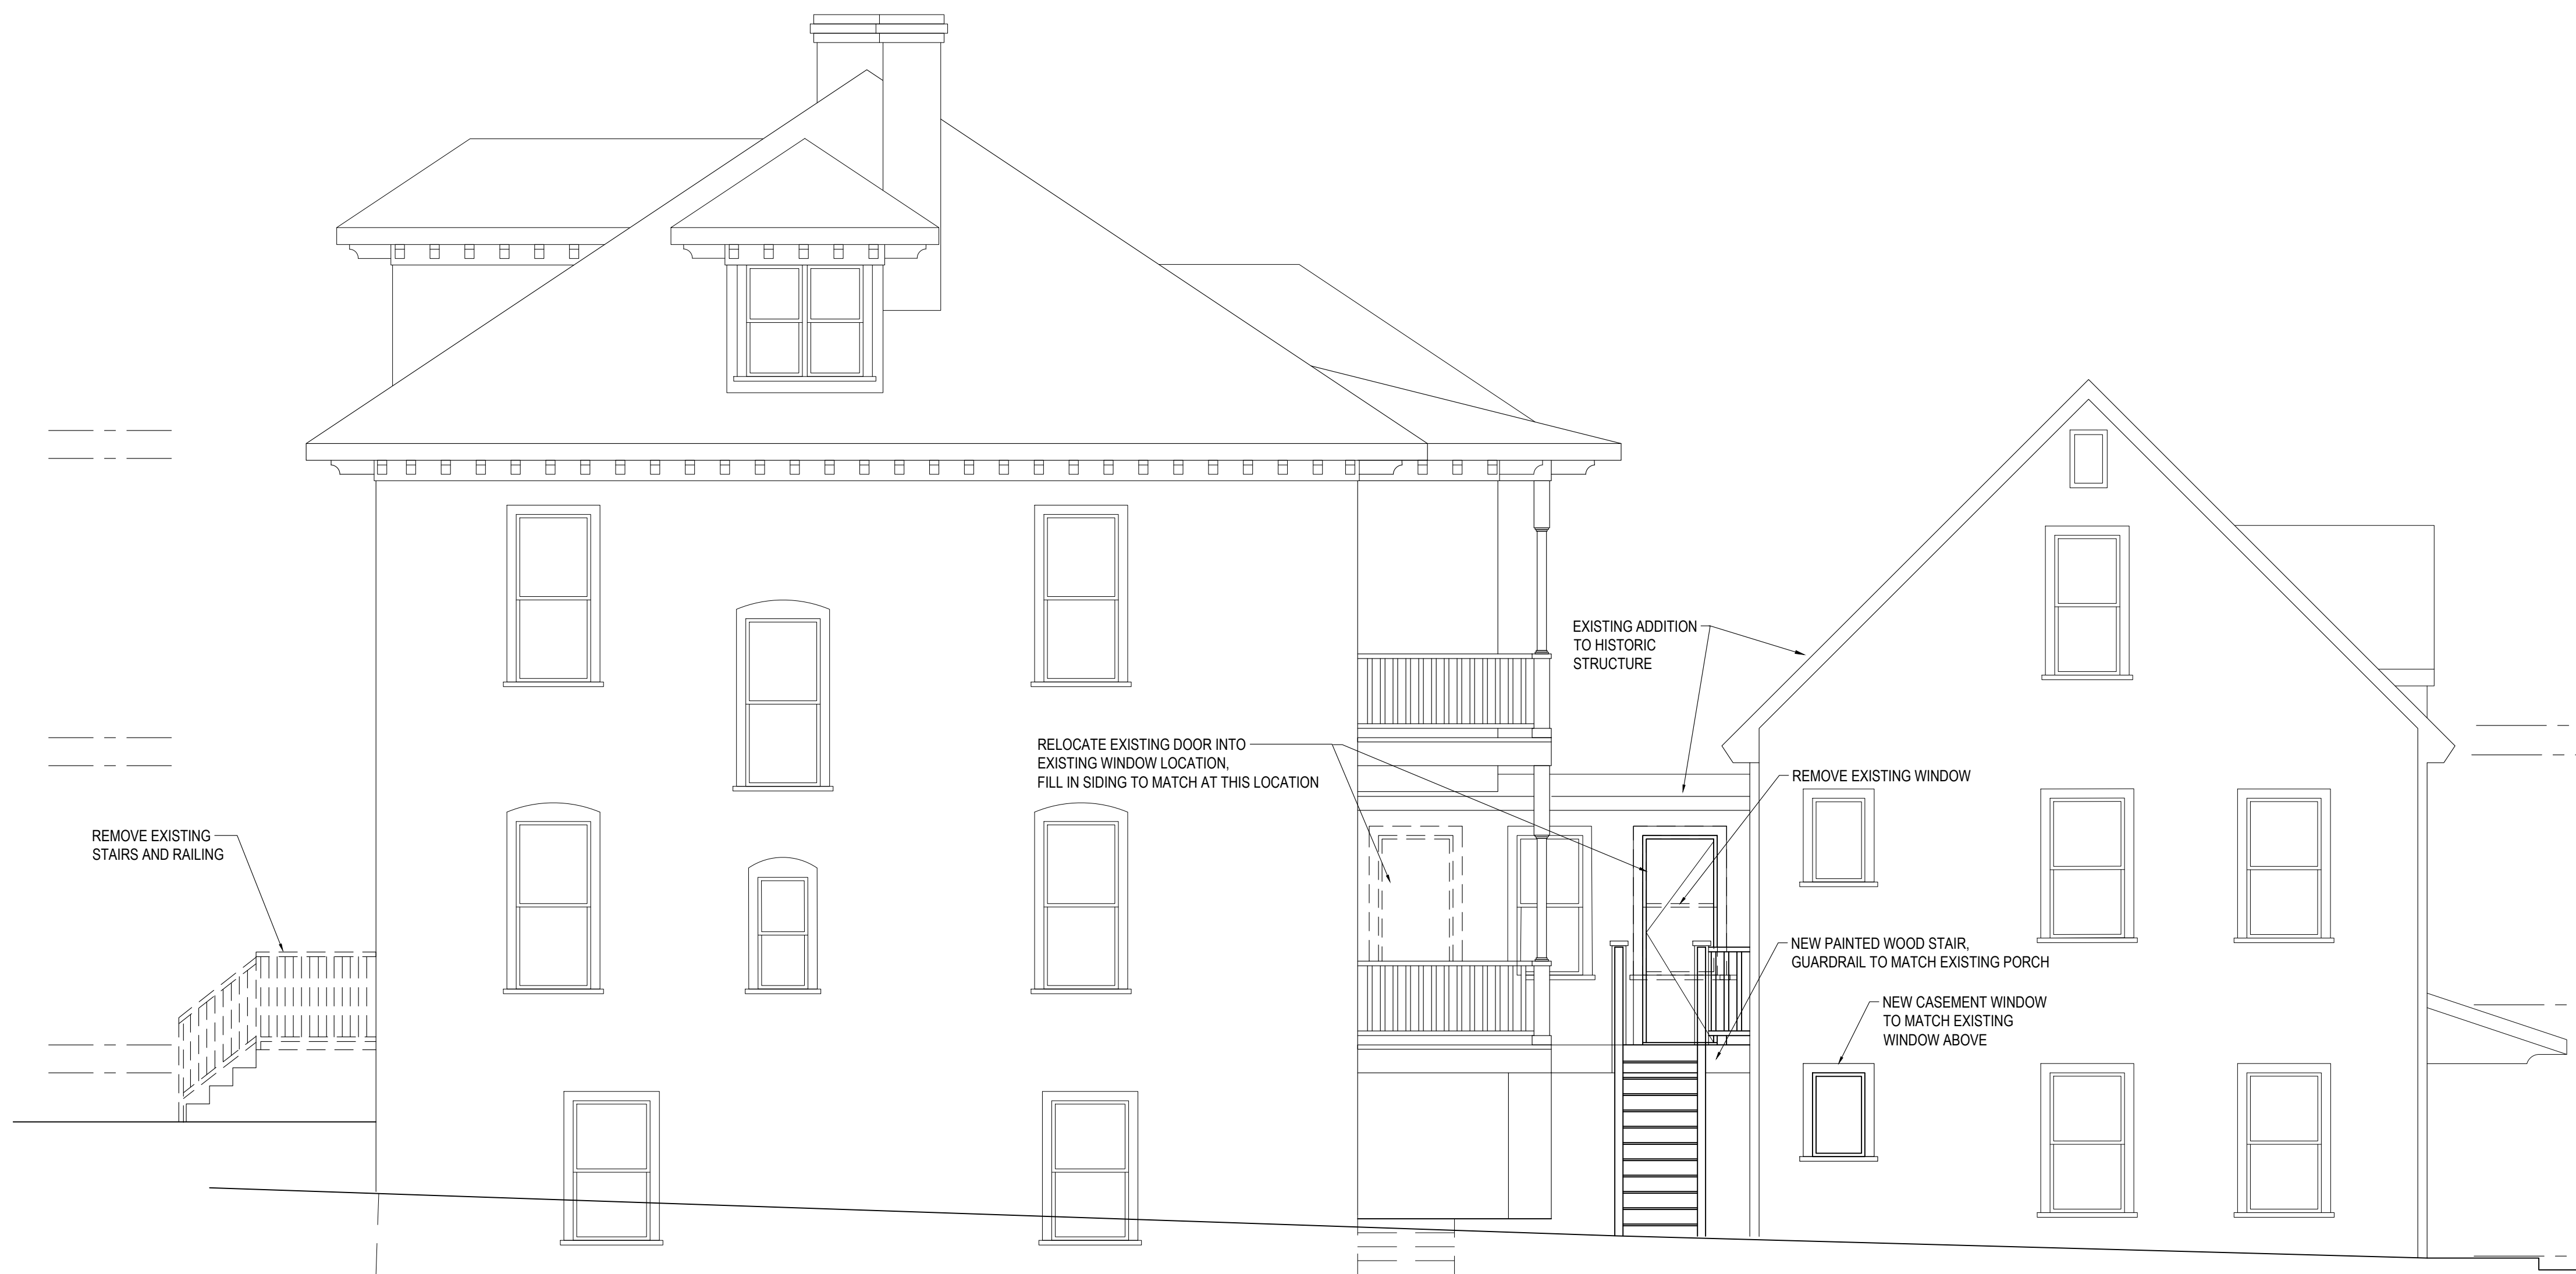 EXISTING ADDITION
TO HISTORIC
STRUCTURE
RELOCATE EXISTING DOOR INTO
EXISTING WINDOW LOCATION,
FILL IN SIDING TO MATCH AT THIS LOCATION
REMOVE EXISTING WINDOW
REMOVE EXISTING
STAIRS AND RAILING
NEW PAINTED WOOD STAIR,
GUARDRAIL TO MATCH EXISTING PORCH
NEW CASEMENT WINDOW
TO MATCH EXISTING
WINDOW ABOVE